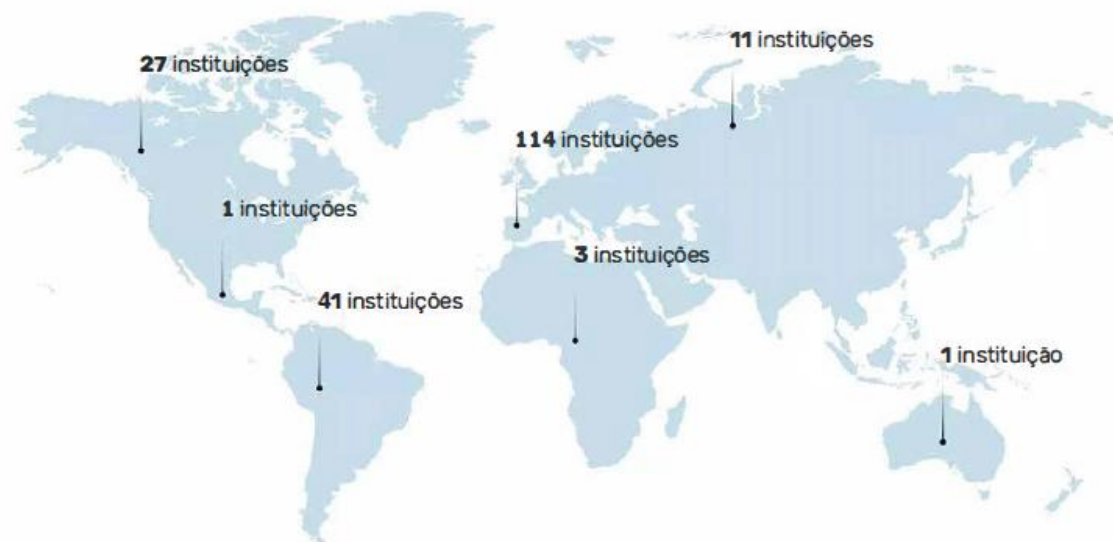 11 instituições
27 instituições
114 instituições
1 instituições
3 instituições
41 instituições
1 instituição